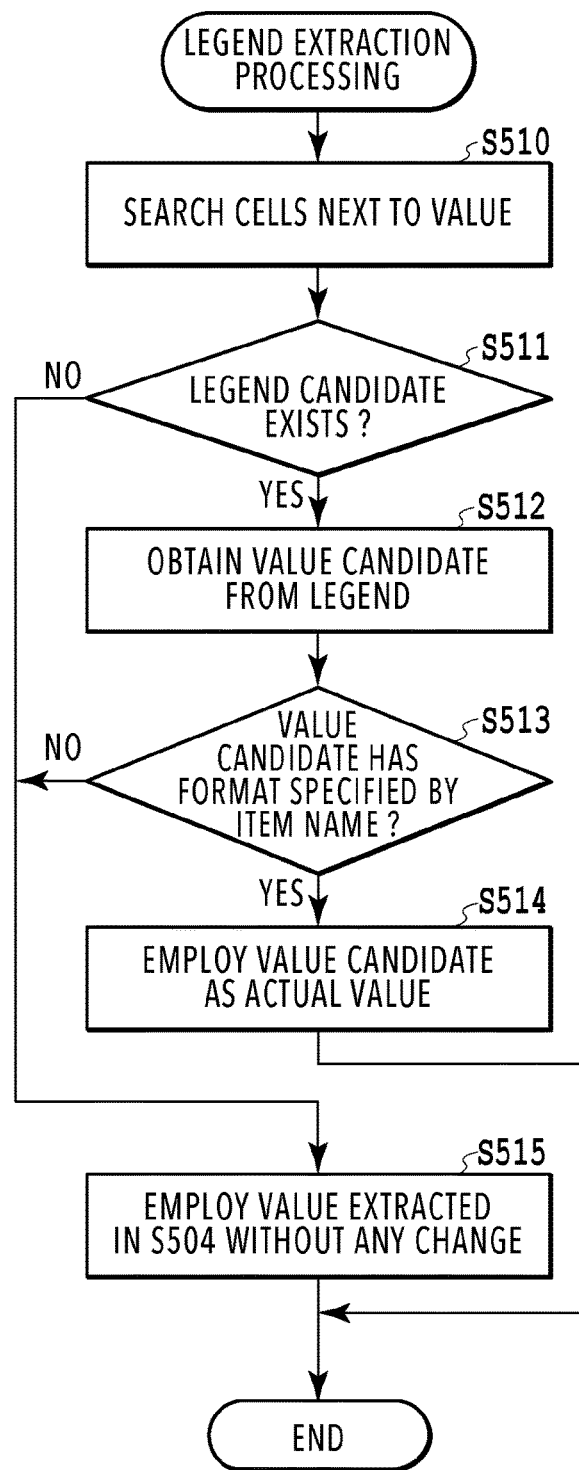 LEGEND EXTRACTION
PROCESSING
S510
SEARCH CELLS NEXT TO VALUE
S511
NO
LEGEND CANDIDATE
EXISTS ?
YES
S512
OBTAIN VALUE CANDIDATE
FROM LEGEND
S513
NO
VALUE
CANDIDATE HAS
FORMAT SPECIFIED BY
ITEM NAME ?
YES
S514
EMPLOY VALUE CANDIDATE
AS ACTUAL VALUE
S515
EMPLOY VALUE EXTRACTED
IN S504 WITHOUT ANY CHANGE
END